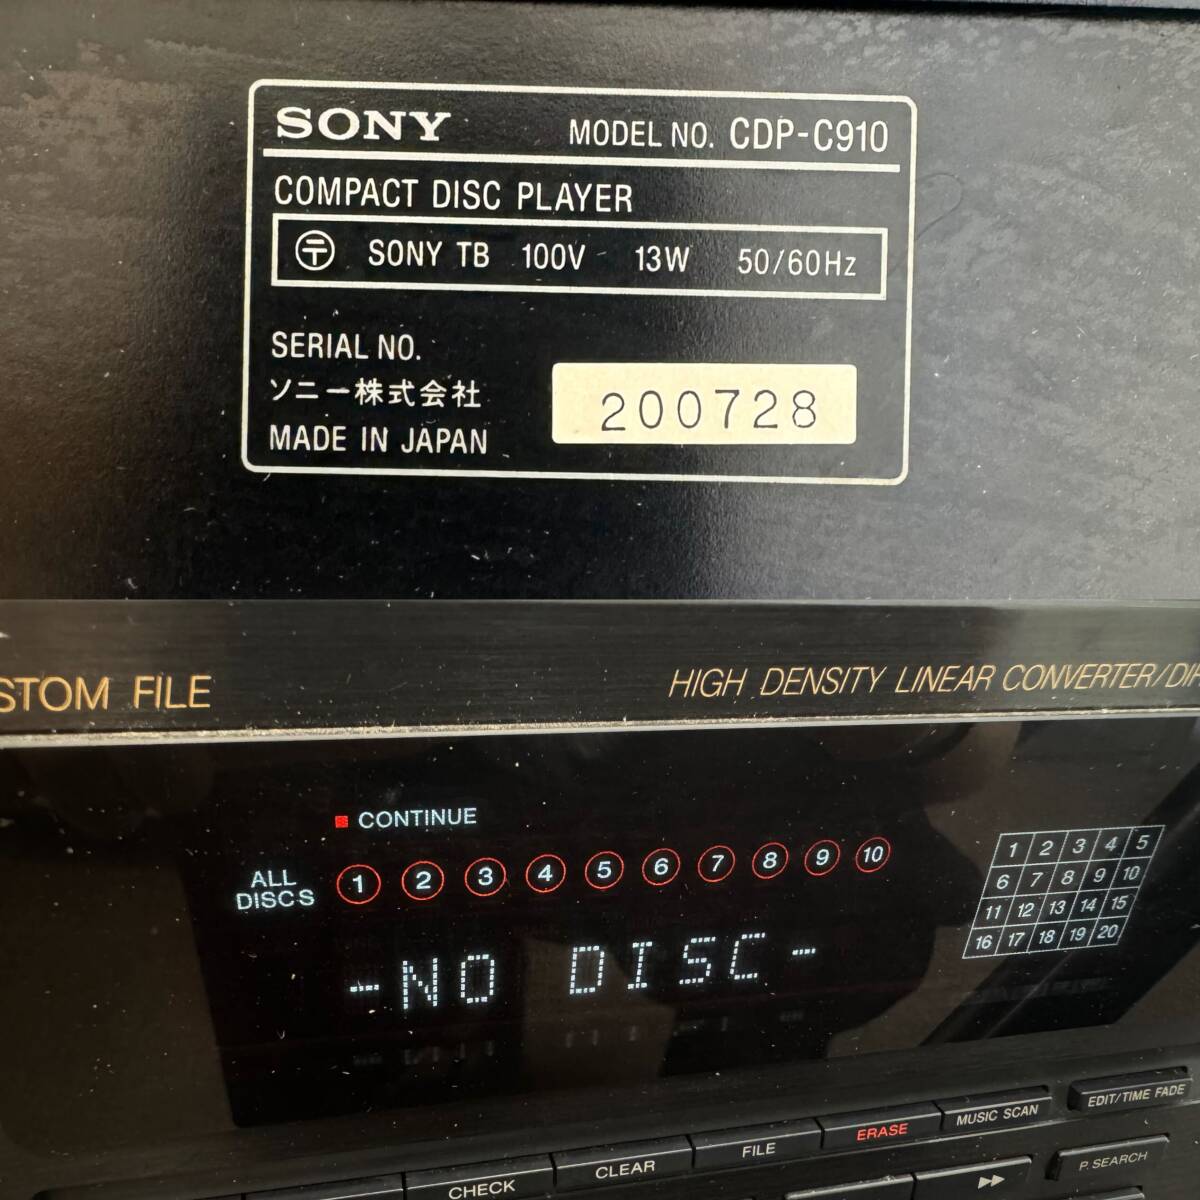 SONY MODEL NO. CDP-C910
COMPACT DISC PLAYER
〒 SONY TB 100V 13W 50/60Hz
SERIAL NO.
ソニー株式会社 200728
MADE IN JAPAN
STOM FILE HIGH DENSITY LINEAR CONVERTER/DIR
CONTINUE
ALL DISCS 1 2 3 4 5 6 7 8 9 10
-NO DISC-
1 2 3 4 5
6 7 8 9 10
11 12 13 14 15
16 17 18 19 20
CHECK CLEAR FILE ERASE MUSIC SCAN EDIT/TIME FADE
P.SEARCH